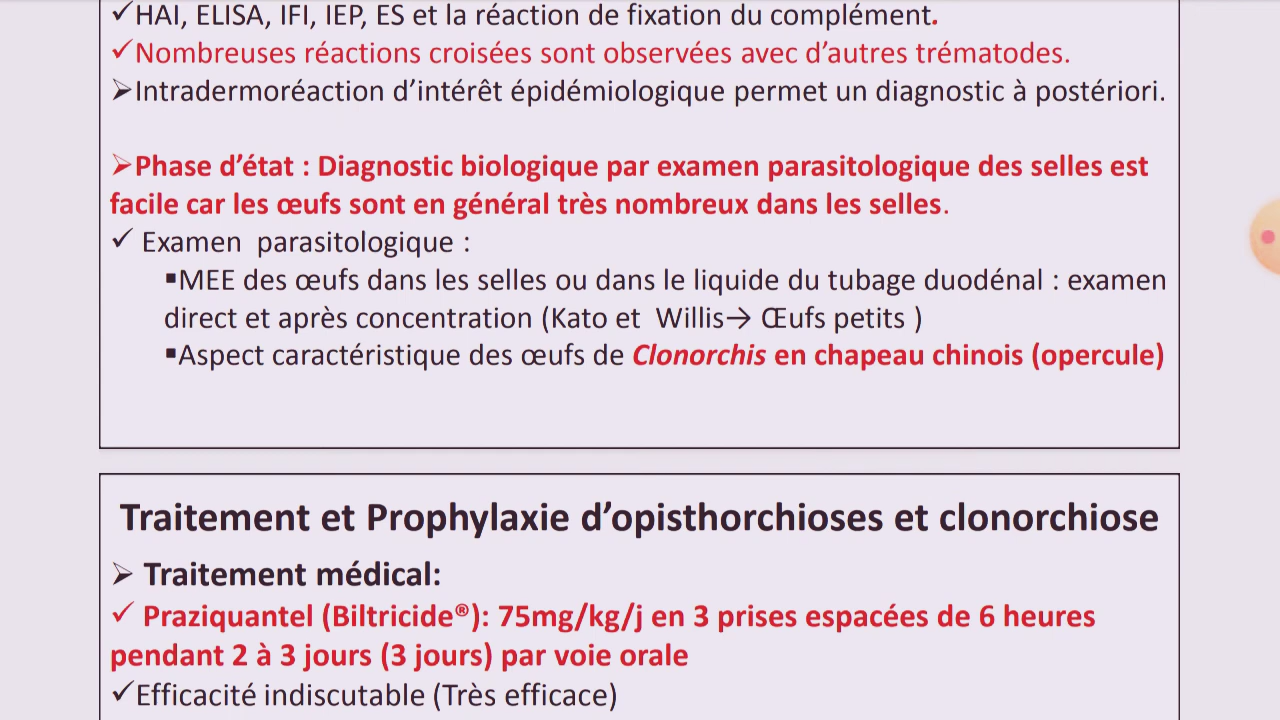 ✓HAI, ELISA, IFI, IEP, ES et la réaction de fixation du complément.
✓Nombreuses réactions croisées sont observées avec d’autres trématodes.
➢Intradermoréaction d’intérêt épidémiologique permet un diagnostic à postériori.
➢Phase d’état : Diagnostic biologique par examen parasitologique des selles est
facile car les œufs sont en général très nombreux dans les selles.
✓ Examen parasitologique :
▪MEE des œufs dans les selles ou dans le liquide du tubage duodénal : examen
direct et après concentration (Kato et Willis→ Œufs petits )
▪Aspect caractéristique des œufs de Clonorchis en chapeau chinois (opercule)
Traitement et Prophylaxie d’opisthorchioses et clonorchiose
➢ Traitement médical:
✓ Praziquantel (Biltricide®): 75mg/kg/j en 3 prises espacées de 6 heures
pendant 2 à 3 jours (3 jours) par voie orale
✓Efficacité indiscutable (Très efficace)